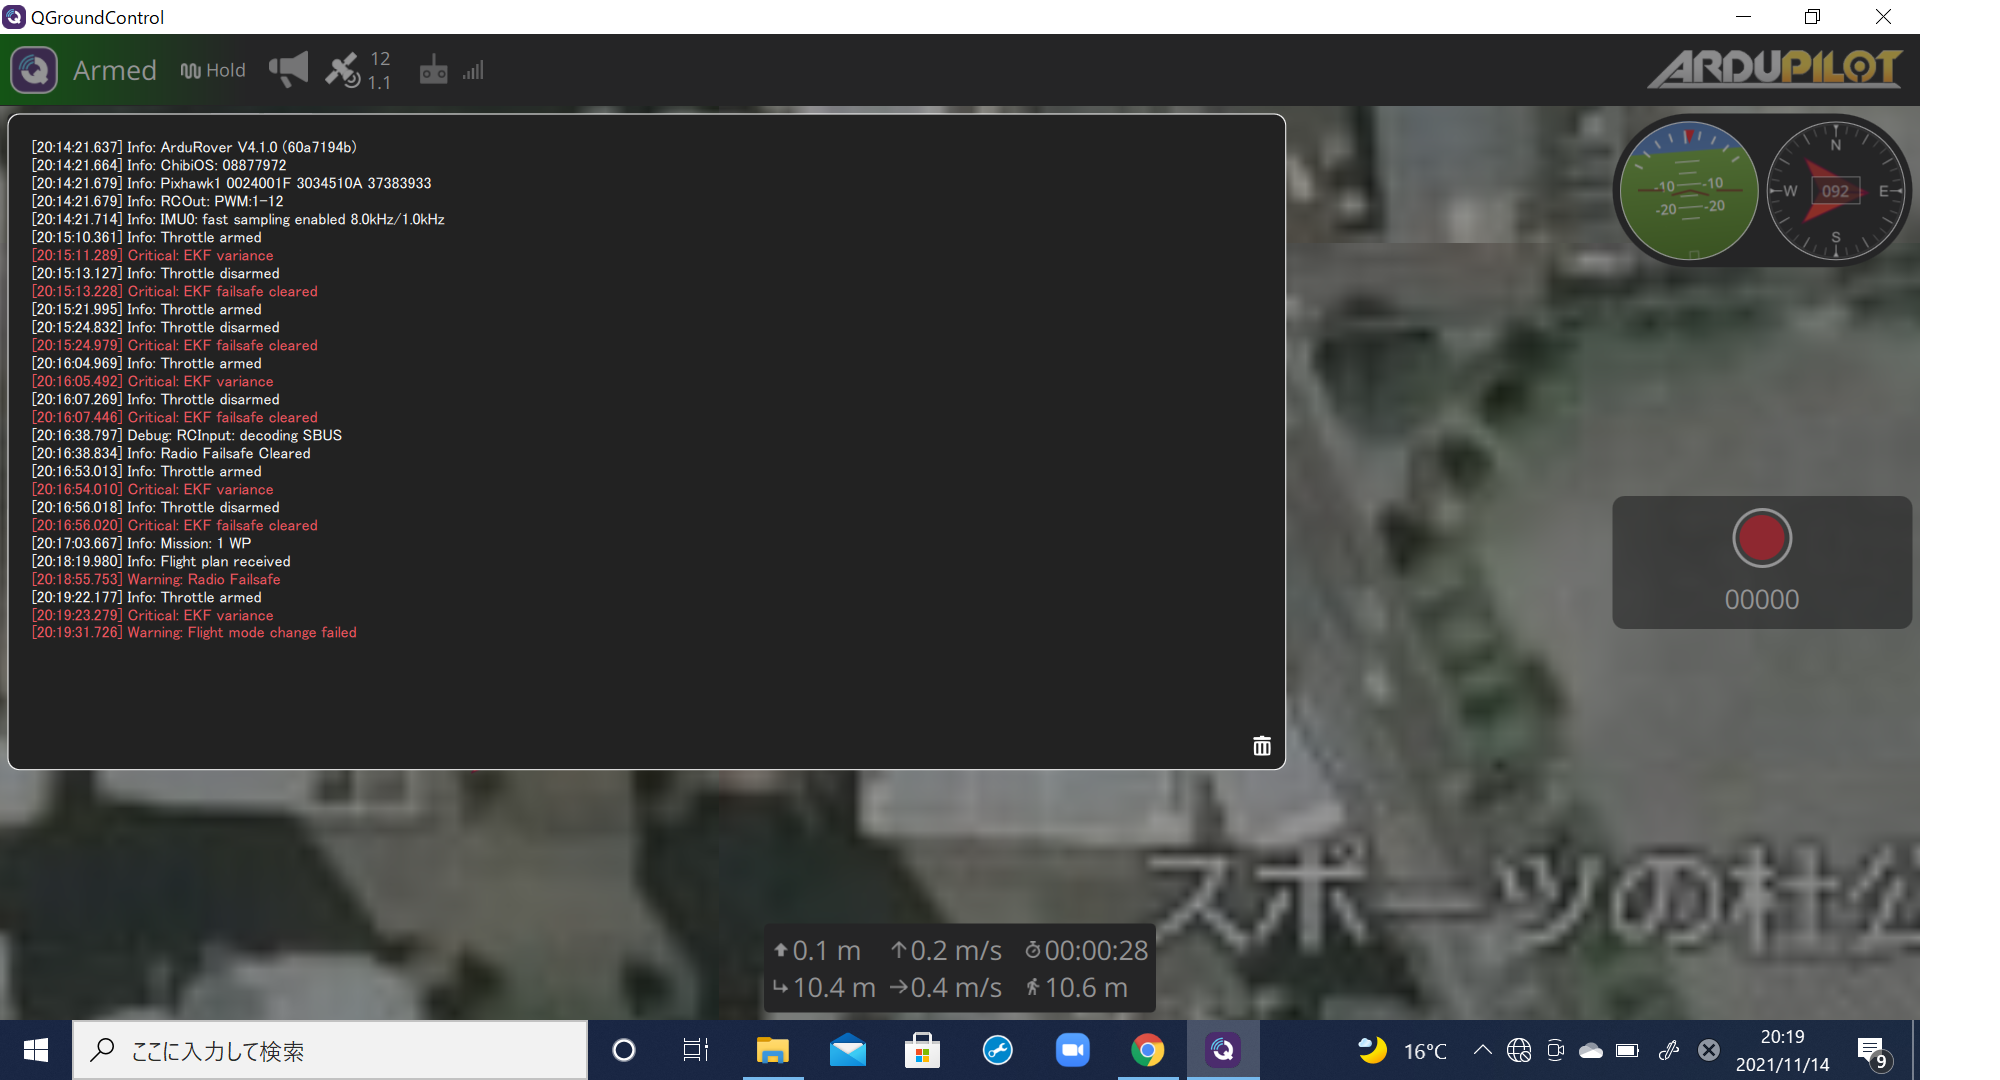 QGroundControl
Armed
Hold
12
1.1
ARDUPILOT
[20:14:21.637] Info: ArduRover V4.1.0 (60a7194b)
[20:14:21.664] Info: ChibiOS: 08877972
[20:14:21.679] Info: Pixhawk1 0024001F 3034510A 37383933
[20:14:21.679] Info: RCOut: PWM:1-12
[20:14:21.714] Info: IMU0: fast sampling enabled 8.0kHz/1.0kHz
[20:15:10.361] Info: Throttle armed
[20:15:11.289] Critical: EKF variance
[20:15:13.127] Info: Throttle disarmed
[20:15:13.228] Critical: EKF failsafe cleared
[20:15:21.995] Info: Throttle armed
[20:15:24.832] Info: Throttle disarmed
[20:15:24.979] Critical: EKF failsafe cleared
[20:16:04.969] Info: Throttle armed
[20:16:05.492] Critical: EKF variance
[20:16:07.269] Info: Throttle disarmed
[20:16:07.446] Critical: EKF failsafe cleared
[20:16:38.797] Debug: RCInput: decoding SBUS
[20:16:38.834] Info: Radio Failsafe Cleared
[20:16:53.013] Info: Throttle armed
[20:16:54.010] Critical: EKF variance
[20:16:56.018] Info: Throttle disarmed
[20:16:56.020] Critical: EKF failsafe cleared
[20:17:03.667] Info: Mission: 1 WP
[20:18:19.980] Info: Flight plan received
[20:18:55.753] Warning: Radio Failsafe
[20:19:22.177] Info: Throttle armed
[20:19:23.279] Critical: EKF variance
[20:19:31.726] Warning: Flight mode change failed
-10 -10
-20 -20
N
W 092 E
S
00000
スポーツの杜公
0.1 m 0.2 m/s 00:00:28
10.4 m 0.4 m/s 10.6 m
ここに入力して検索
16°C
20:19
2021/11/14
9